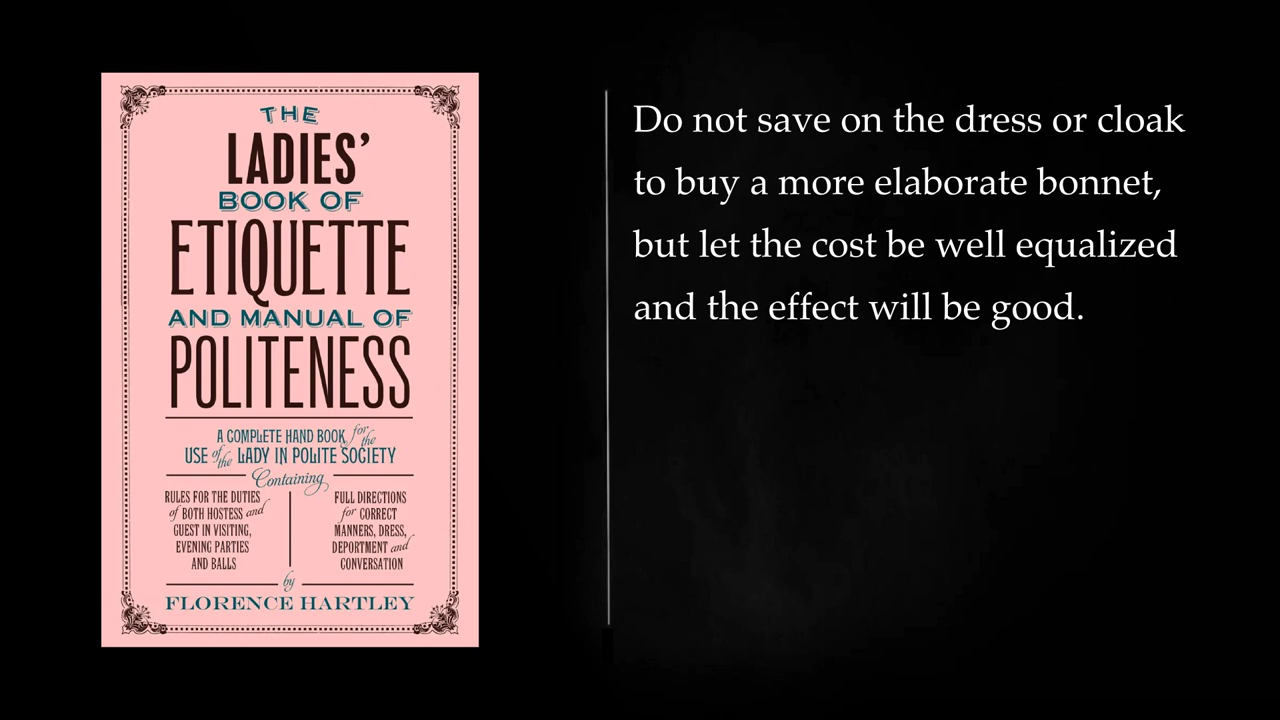 THE
LADIES’
BOOK OF
ETIQUETTE
AND MANUAL OF
POLITENESS
A COMPLETE HAND BOOK for the
USE of the LADY IN POLITE SOCIETY
Containing
RULES FOR THE DUTIES
of BOTH HOSTESS and
GUEST IN VISITING,
EVENING PARTIES
AND BALLS
FULL DIRECTIONS
for CORRECT
MANNERS, DRESS,
DEPORTMENT and
CONVERSATION
by
FLORENCE HARTLEY
Do not save on the dress or cloak
to buy a more elaborate bonnet,
but let the cost be well equalized
and the effect will be good.